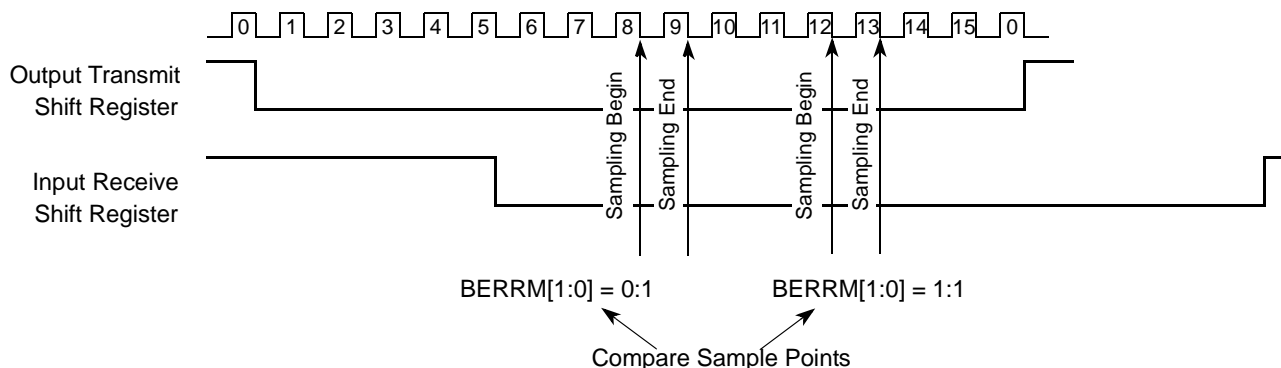 0 1 2 3 4 5 6 7 8 9 10 11 12 13 14 15 0
Output Transmit
Shift Register
Input Receive
Shift Register
Sampling Begin
Sampling End
Sampling Begin
Sampling End
BERRM[1:0] = 0:1
BERRM[1:0] = 1:1
Compare Sample Points